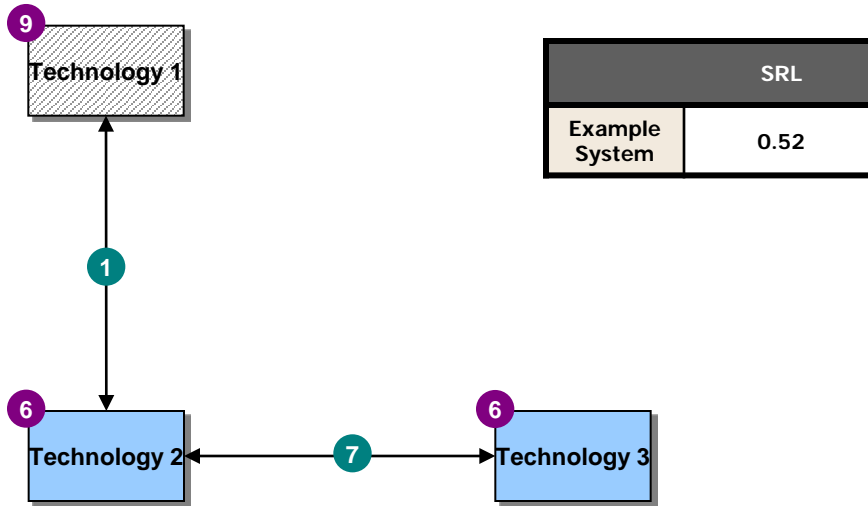 9
Technology 1
SRL
Example
System
0.52
1
6
Technology 2
7
6
Technology 3